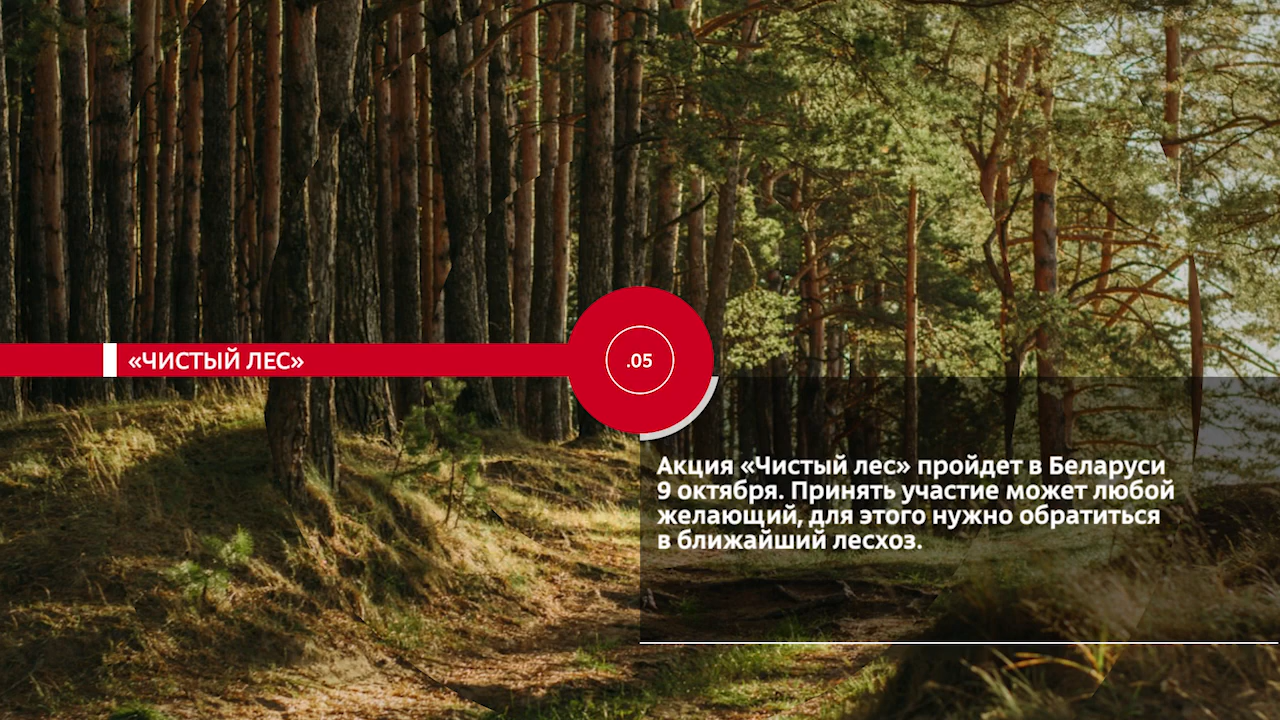 «ЧИСТЫЙ ЛЕС»
.05
Акция «Чистый лес» пройдет в Беларуси
9 октября. Принять участие может любой
желающий, для этого нужно обратиться
в ближайший лесхоз.